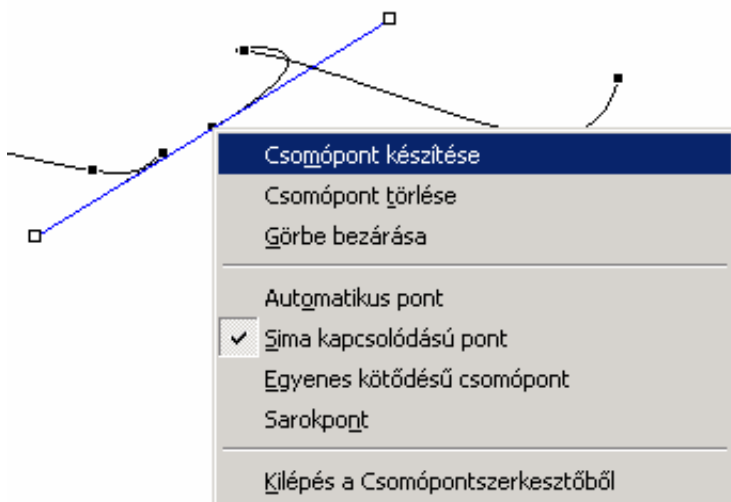 Csomópont készítése
Csomópont törlése
Görbe bezárása
Automatikus pont
Sima kapcsolódású pont
Egyenes kötődésű csomópont
Sarokpont
Kilépés a Csomópontszerkesztőből